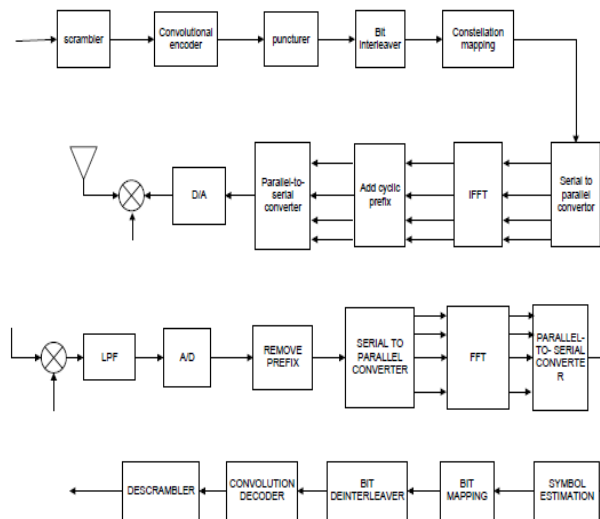 scrambler
Convolutional
encoder
puncturer
Bit
Interleaver
Constellation
mapping
Parallel-to-
serial
converter
D/A
Add cyclic
prefix
IFFT
Serial to
parallel
convertor
LPF
A/D
REMOVE
PREFIX
SERIAL TO
PARALLEL
CONVERTER
FFT
PARALLEL-
TO- SERIAL
CONVERTE
R
DESCRAMBLER
CONVOLUTION
DECODER
BIT
DEINTERLEAVER
BIT
MAPPING
SYMBOL
ESTIMATION